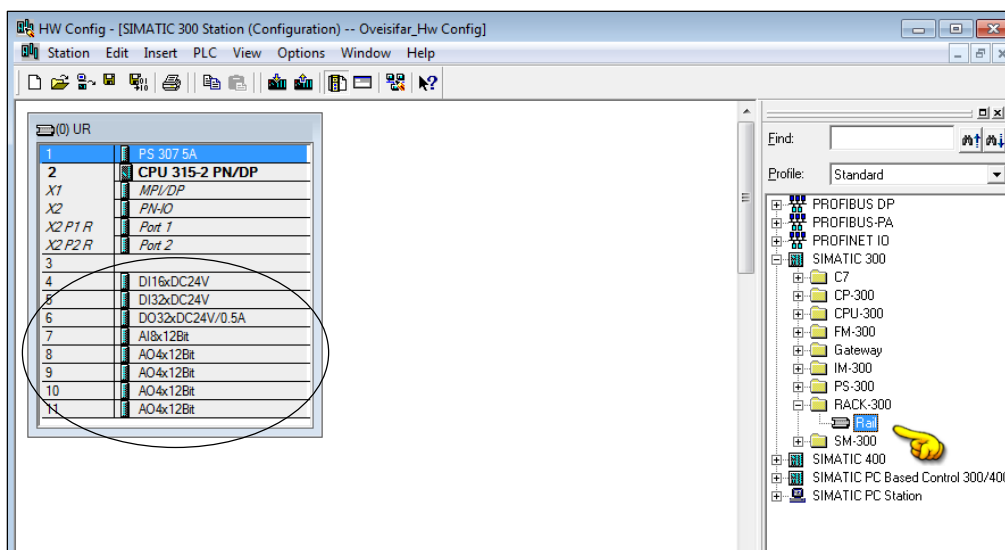 HW Config - [SIMATIC 300 Station (Configuration) -- Oveisifar_Hw Config]
Station Edit Insert PLC View Options Window Help
(0) UR
1 PS 307 5A
2 CPU 315-2 PN/DP
X1 MPI/DP
X2 PN-IO
X2 P1 R Port 1
X2 P2 R Port 2
3
4 DI16xDC24V
5 DI32xDC24V
6 DO32xDC24V/0.5A
7 AI8x12Bit
8 AO4x12Bit
9 AO4x12Bit
10 AO4x12Bit
11 AO4x12Bit
Find:
Profile: Standard
PROFIBUS DP
PROFIBUS-PA
PROFINET IO
SIMATIC 300
C7
CP-300
CPU-300
FM-300
Gateway
IM-300
PS-300
RACK-300
Rail
SM-300
SIMATIC 400
SIMATIC PC Based Control 300/400
SIMATIC PC Station